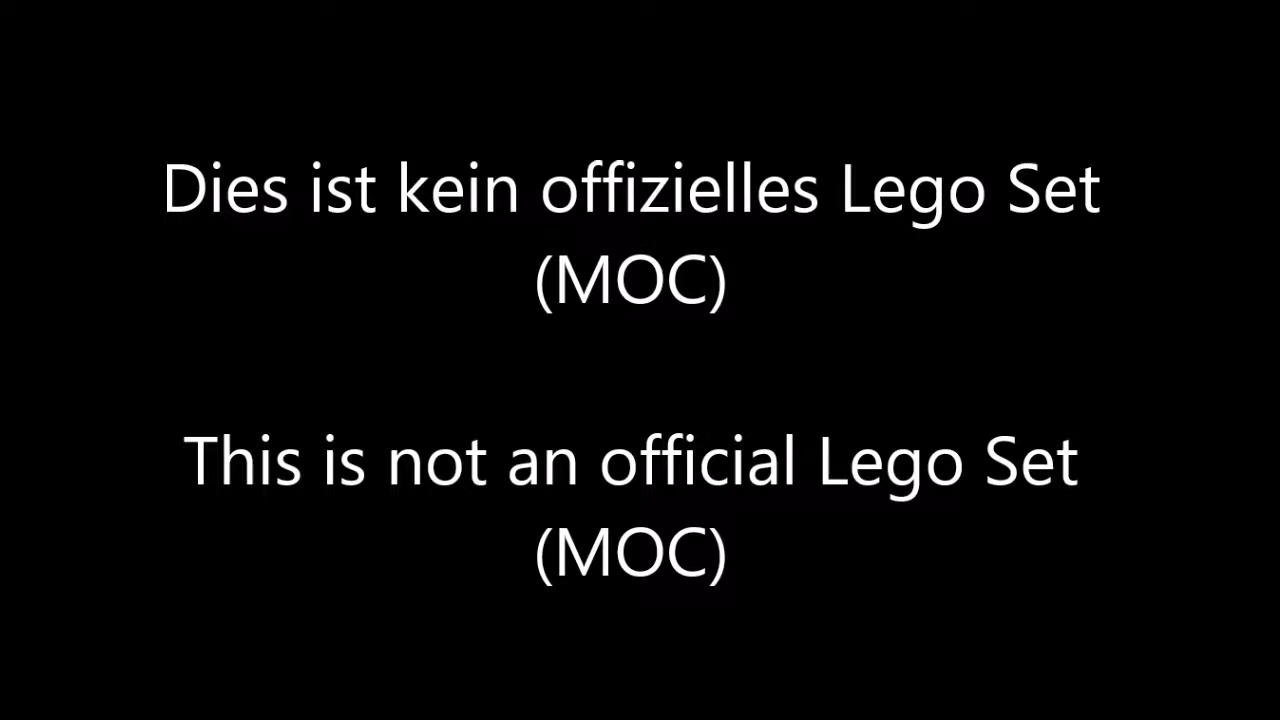 Dies ist kein offizielles Lego Set
(MOC)
This is not an official Lego Set
(MOC)